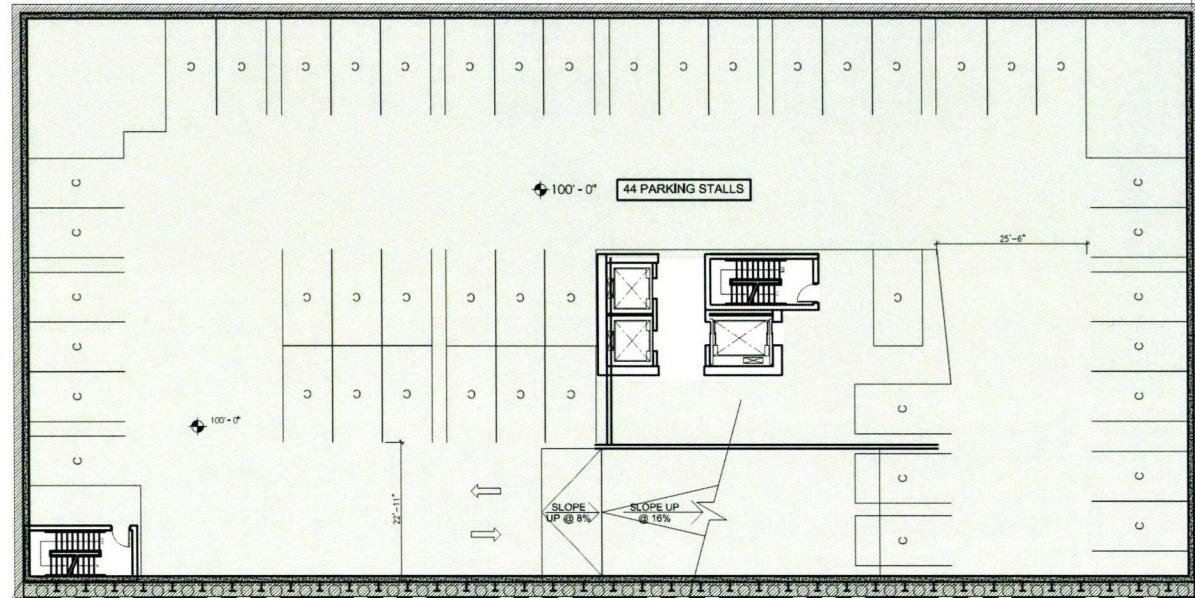 C C C C C C C C C C C C C C C C C
C C
100' - 0"
44 PARKING STALLS
C C
25'-6"
C C C C C C C C C
C C
C C C C C C C C
C
100'-0"
C C
C
22'-11"
SLOPE
UP @ 8%
SLOPE UP
@ 16%
C
C